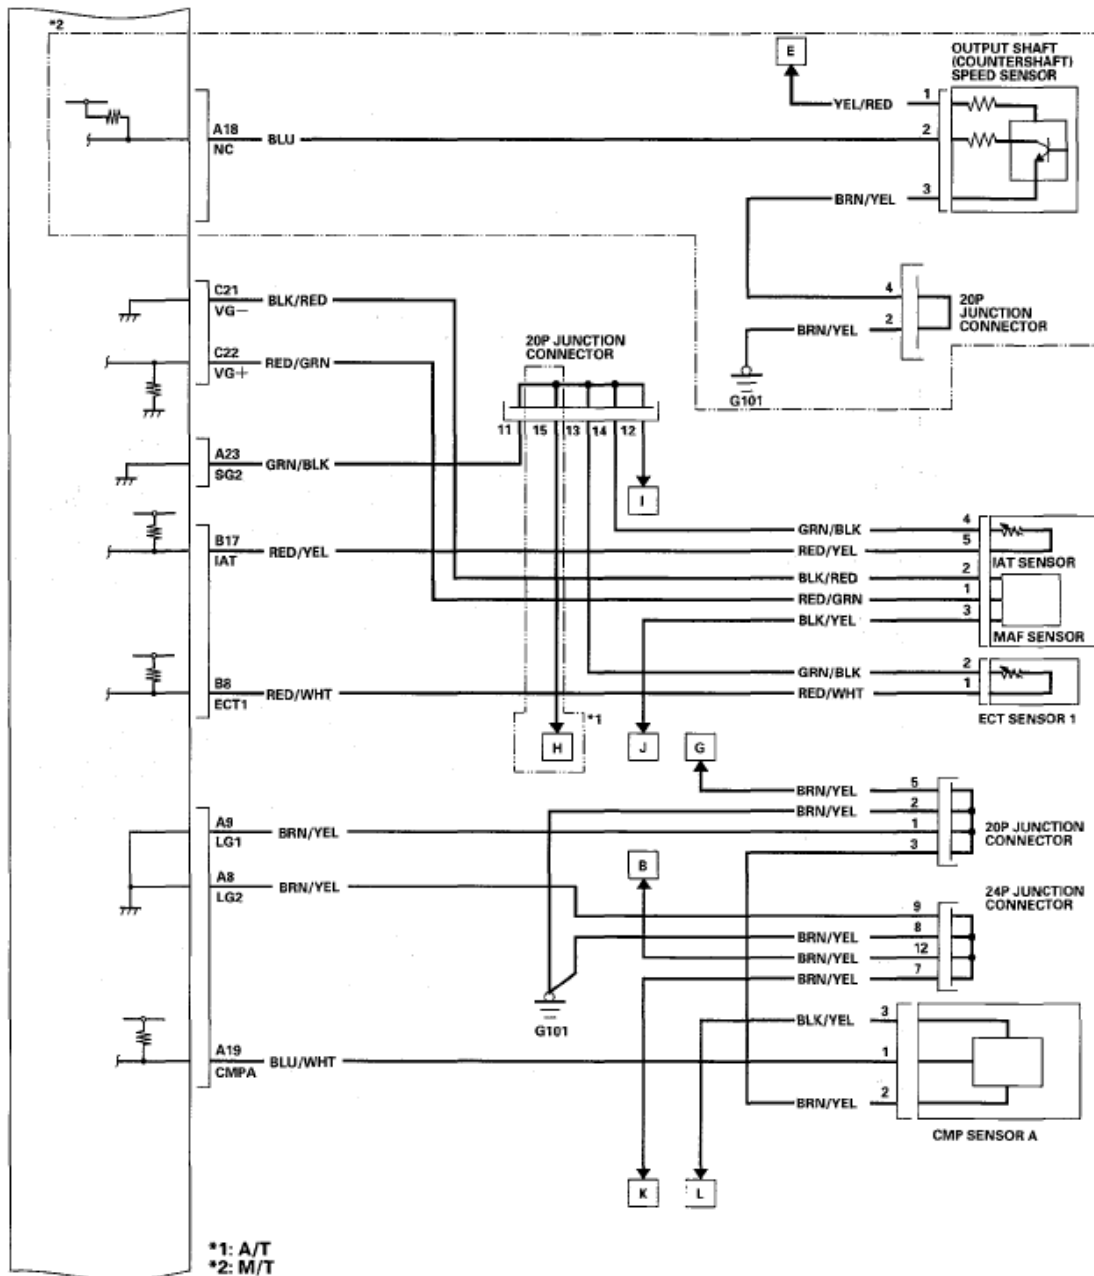 *2
E
OUTPUT SHAFT
(COUNTERSHAFT)
SPEED SENSOR
YEL/RED
1
A18
NC
BLU
2
BRN/YEL
3
C21
VG−
BLK/RED
4
20P
JUNCTION
CONNECTOR
BRN/YEL
2
G101
20P JUNCTION
CONNECTOR
C22
VG+
RED/GRN
11
15
13
14
12
A23
SG2
GRN/BLK
I
GRN/BLK
4
B17
IAT
RED/YEL
RED/YEL
5
IAT SENSOR
BLK/RED
2
RED/GRN
1
BLK/YEL
3
MAF SENSOR
GRN/BLK
2
B8
ECT1
RED/WHT
RED/WHT
1
ECT SENSOR 1
*1
H
J
G
BRN/YEL
5
BRN/YEL
2
A9
LG1
BRN/YEL
1
3
20P JUNCTION
CONNECTOR
B
A8
LG2
BRN/YEL
24P JUNCTION
CONNECTOR
9
BRN/YEL
8
BRN/YEL
12
BRN/YEL
7
G101
BLK/YEL
3
A19
CMPA
BLU/WHT
1
BRN/YEL
2
CMP SENSOR A
K
L
*1: A/T
*2: M/T